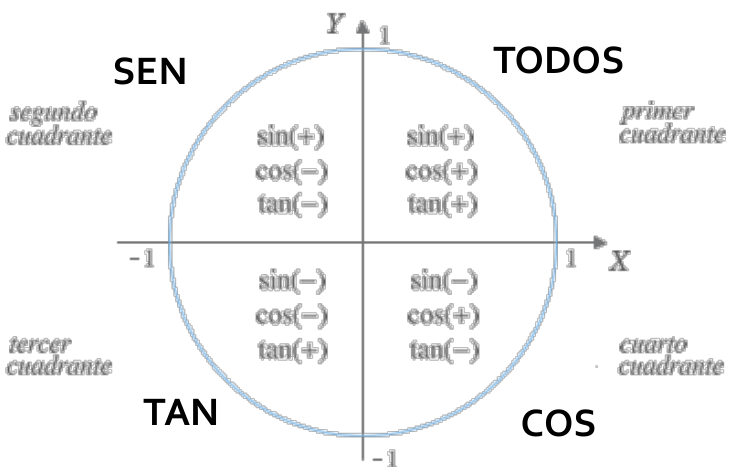 Y
1
SEN
TODOS
segundo
cuadrante
primer
cuadrante
sin(+)
cos(−)
tan(−)
sin(+)
cos(+)
tan(+)
-1
1
X
sin(−)
cos(−)
tan(+)
sin(−)
cos(+)
tan(−)
tercer
cuadrante
cuarto
cuadrante
TAN
COS
-1